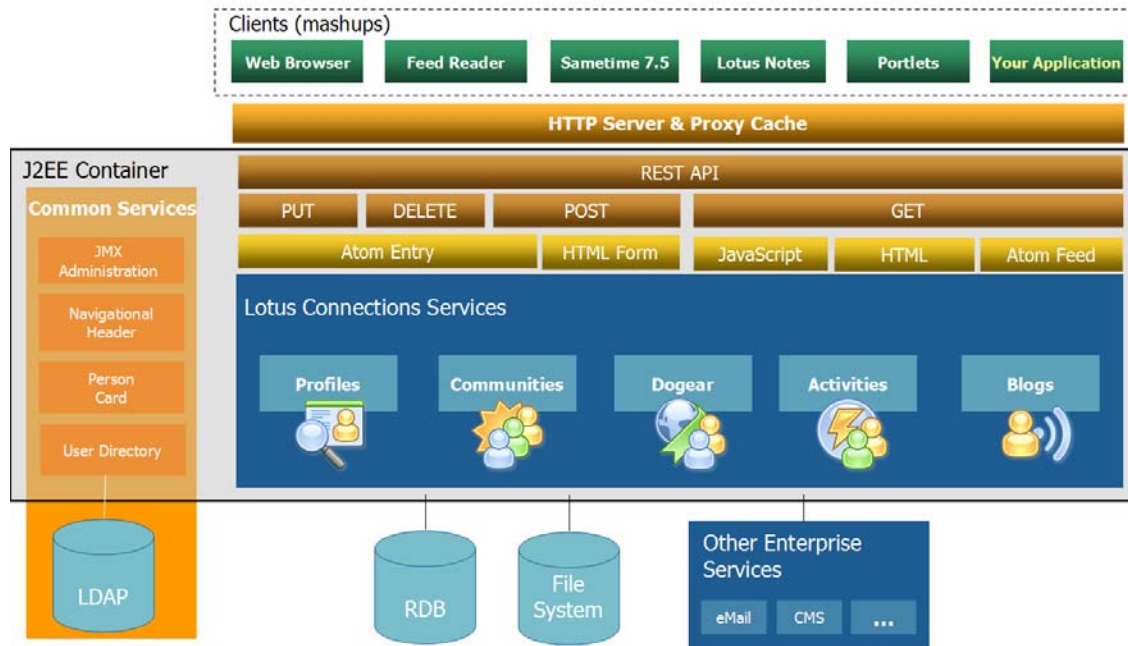 Clients (mashups)
Web Browser
Feed Reader
Sametime 7.5
Lotus Notes
Portlets
Your Application
HTTP Server & Proxy Cache
J2EE Container
REST API
Common Services
PUT
DELETE
POST
GET
JMX
Administration
Atom Entry
HTML Form
JavaScript
HTML
Atom Feed
Navigational
Header
Lotus Connections Services
Person
Card
Profiles
Communities
Dogear
Activities
Blogs
User Directory
LDAP
RDB
File
System
Other Enterprise
Services
eMail
CMS
...